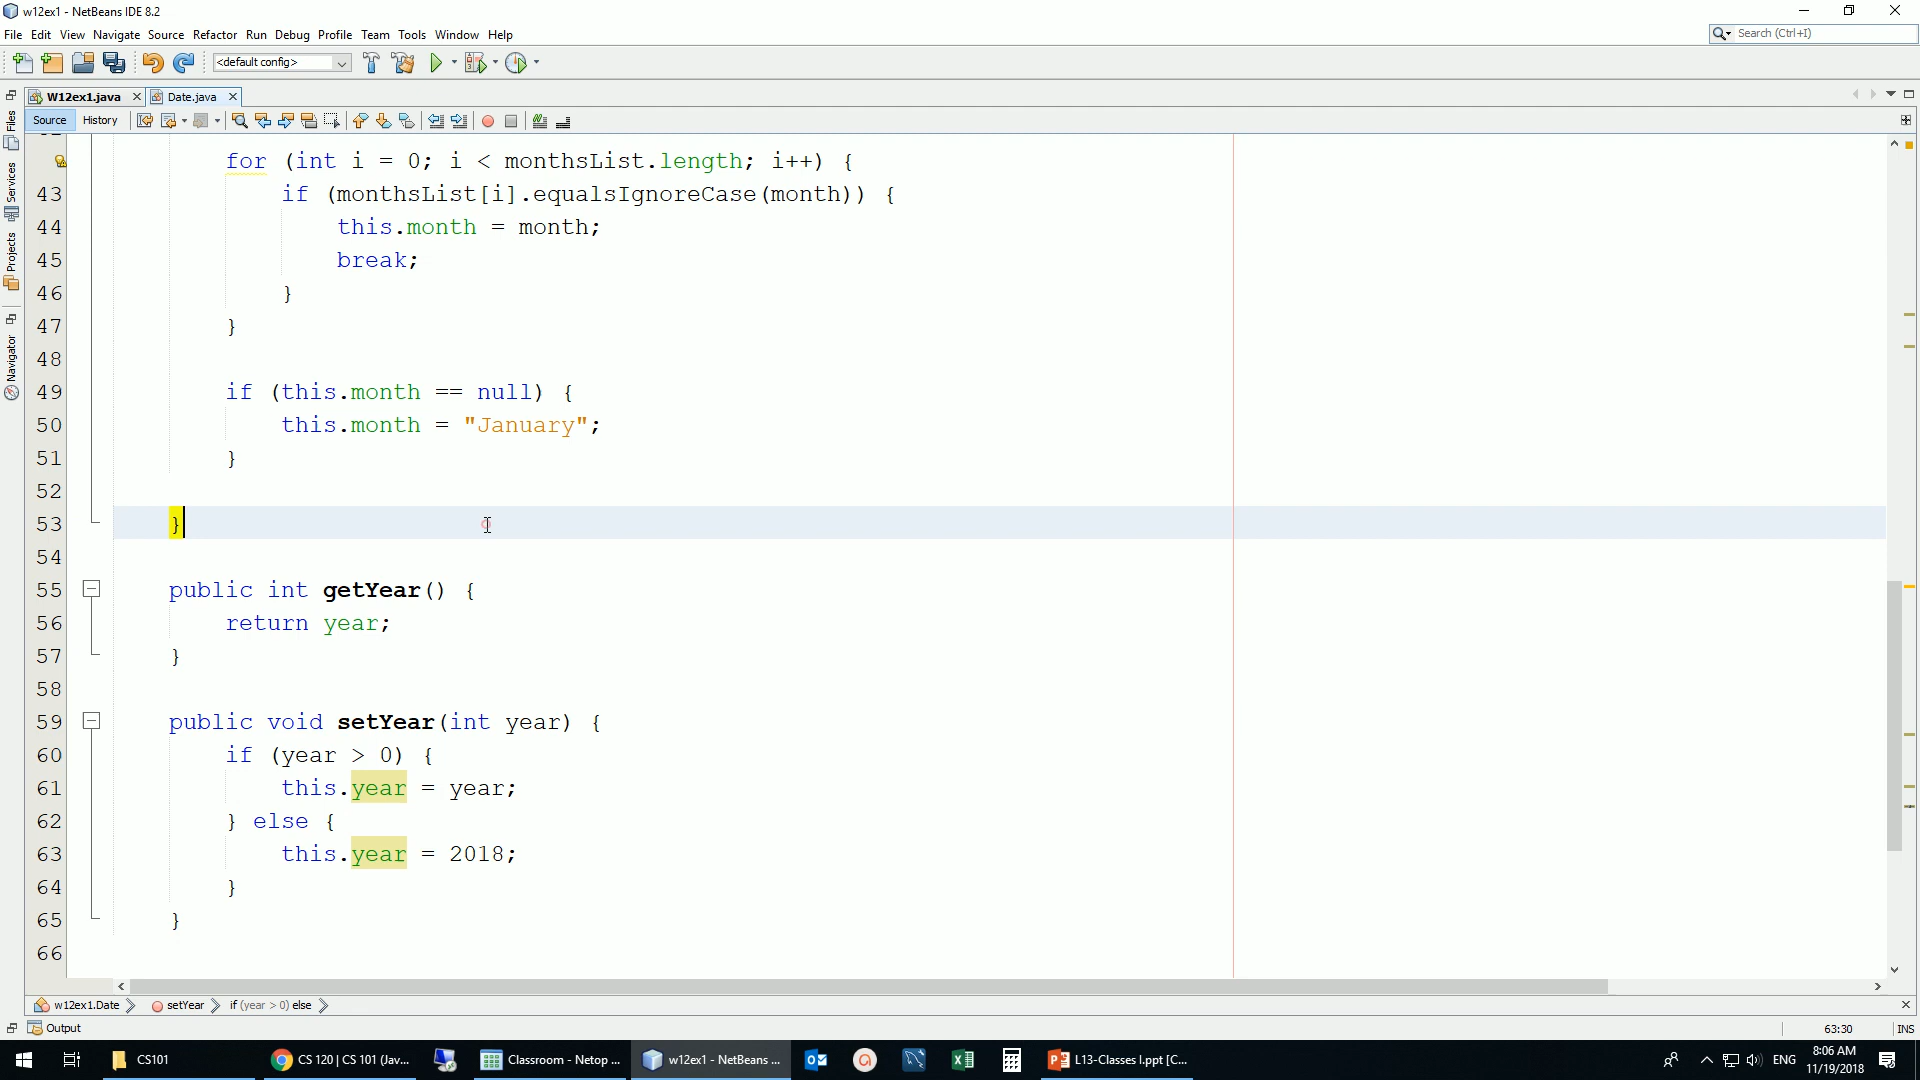 w12ex1 - NetBeans IDE 8.2
File Edit View Navigate Source Refactor Run Debug Profile Team Tools Window Help
Search (Ctrl+I)
<default config>
W12ex1.java Date.java
Source History
for (int i = 0; i < monthsList.length; i++) {
43 if (monthsList[i].equalsIgnoreCase(month)) {
44 this.month = month;
45 break;
46 }
47 }
48
49 if (this.month == null) {
50 this.month = "January";
51 }
52
53 }
54
55 public int getYear() {
56 return year;
57 }
58
59 public void setYear(int year) {
60 if (year > 0) {
61 this.year = year;
62 } else {
63 this.year = 2018;
64 }
65 }
66
Files
Services
Projects
Navigator
w12ex1.Date setYear if (year > 0) else
Output
63:30 INS
CS101
CS 120 | CS 101 (Jav...
Classroom - Netop ...
w12ex1 - NetBeans ...
L13-Classes I.ppt [C...
ENG
8:06 AM
11/19/2018